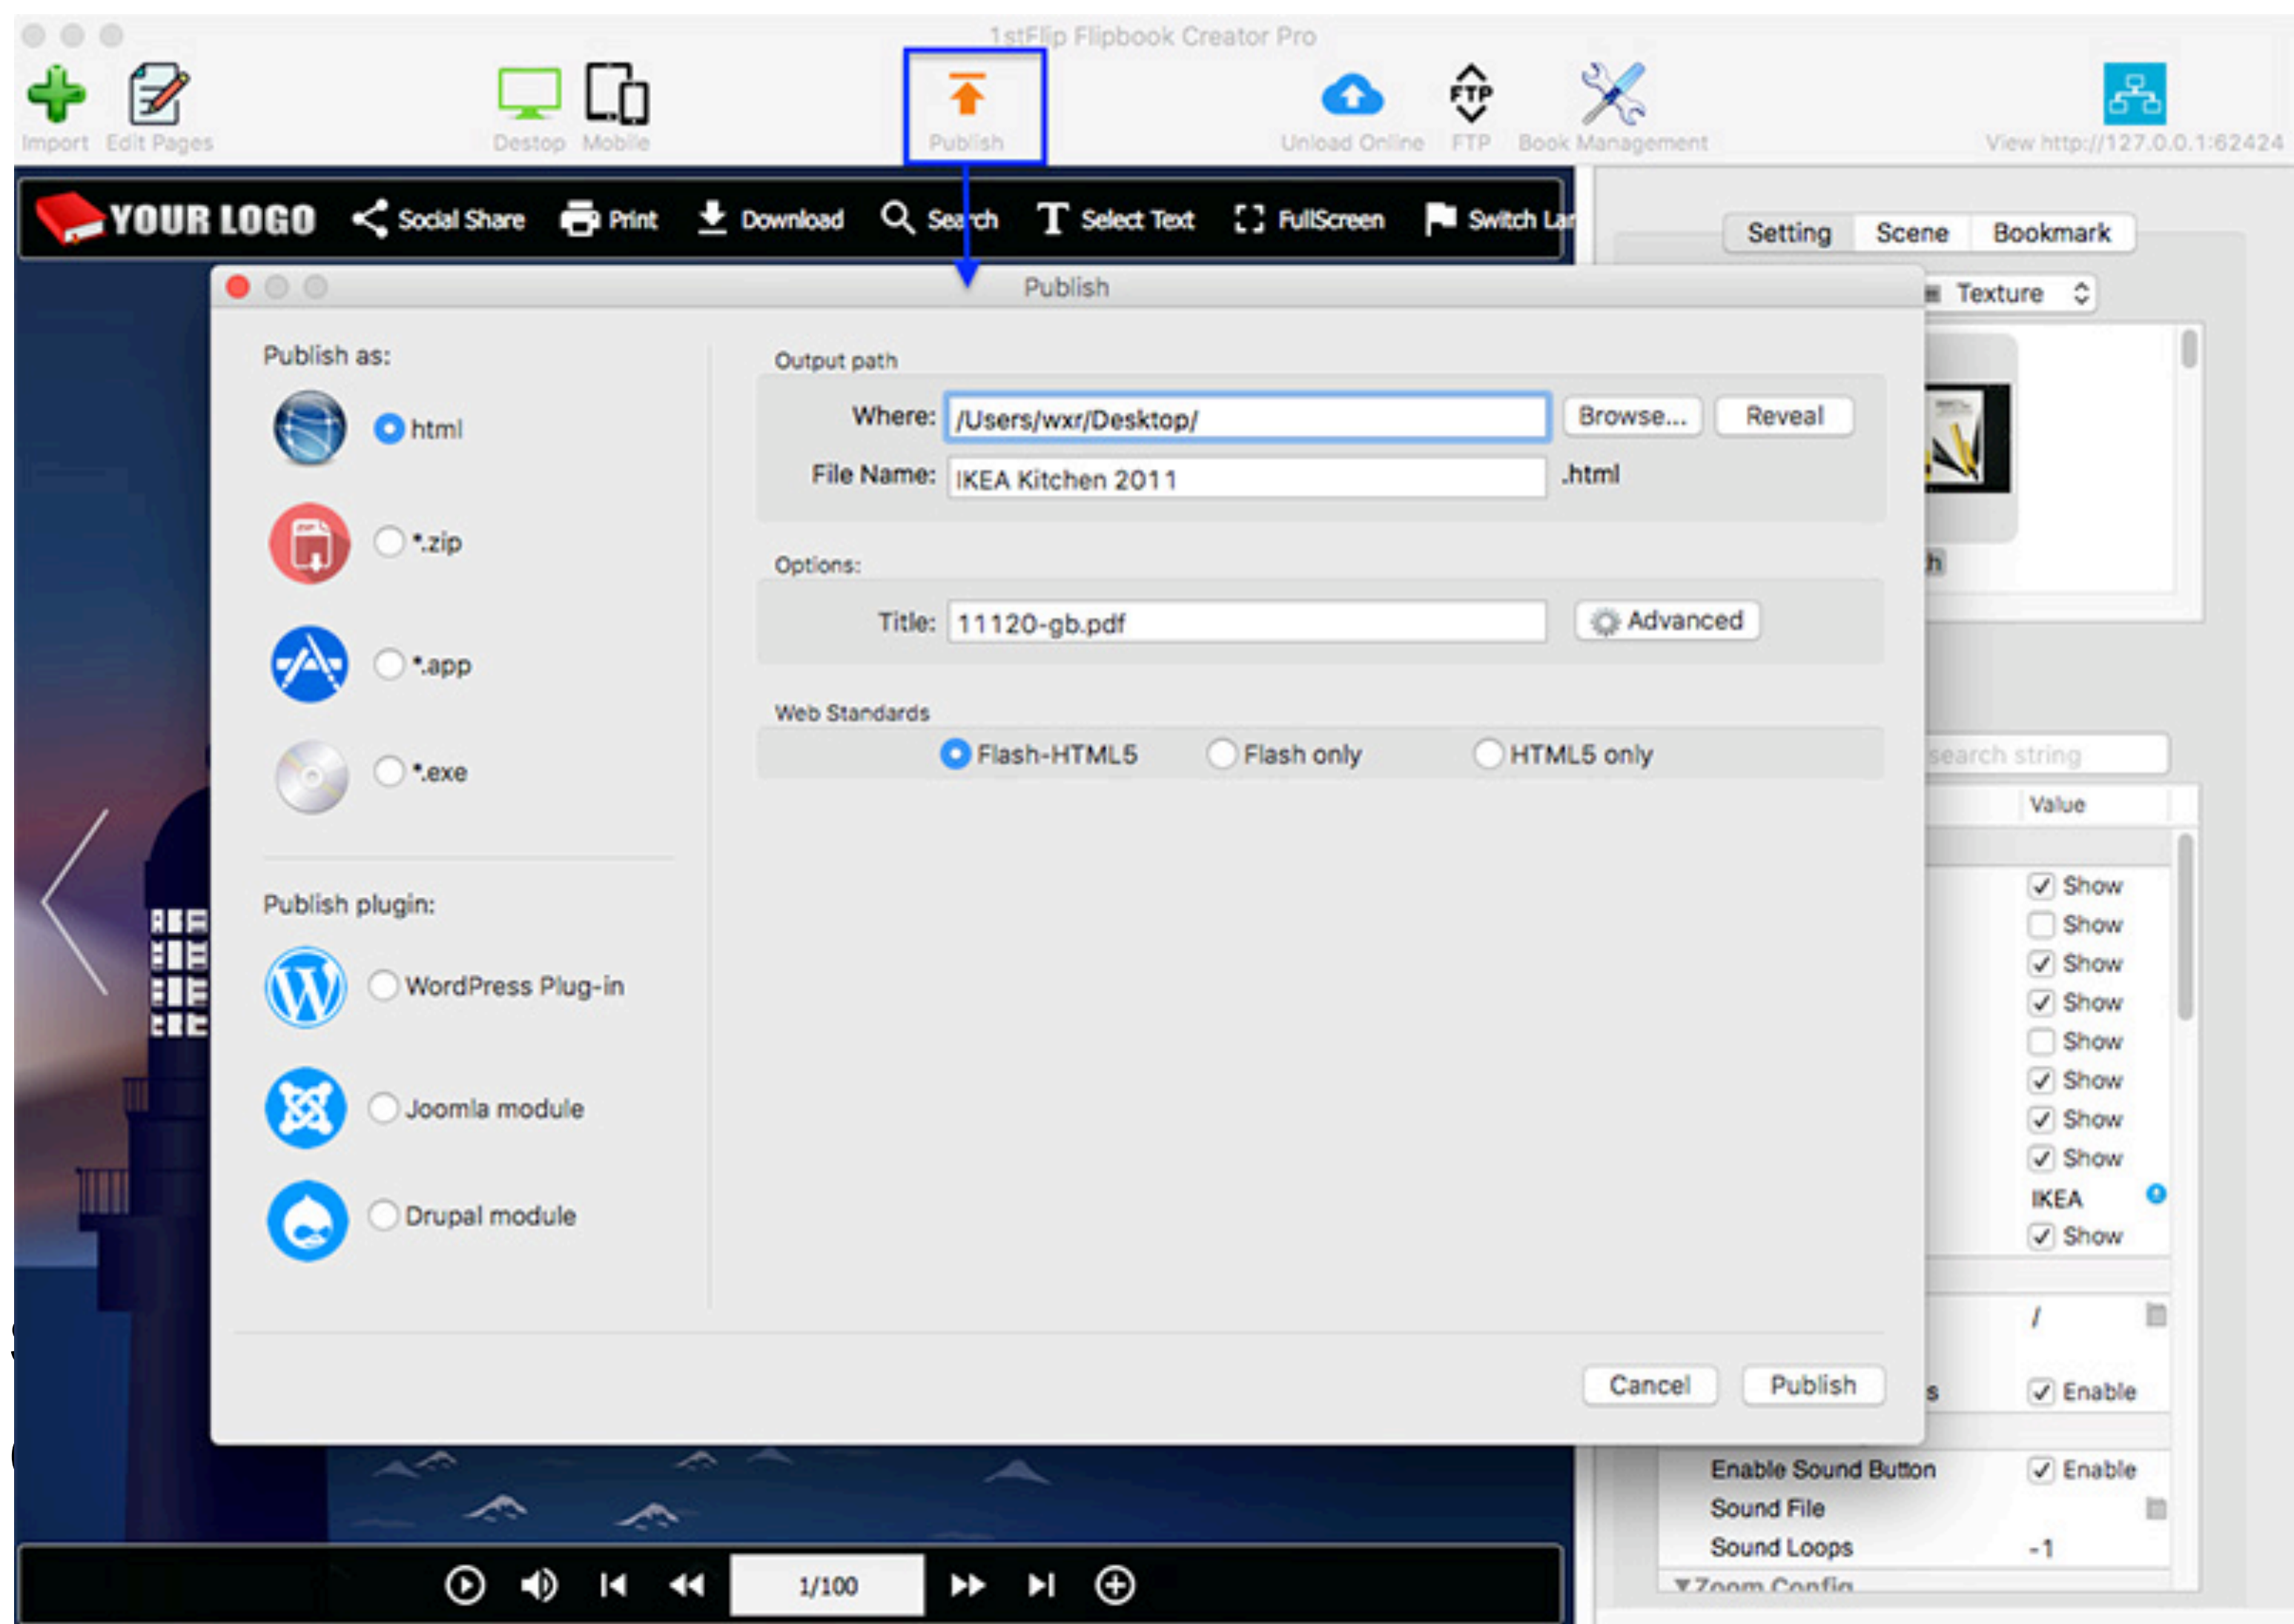 1stFlip Flipbook Creator Pro
Import Edit Pages Destop Mobile Publish Unload Online FTP Book Management View http://127.0.0.1:62424
YOUR LOGO Social Share Print Download Search Select Text FullScreen Switch
Setting Scene Bookmark
Publish
Texture
Publish as:
html
*.zip
*.app
*.exe
Publish plugin:
WordPress Plug-in
Joomla module
Drupal module
Output path
Where: /Users/wxr/Desktop/ Browse... Reveal
File Name: IKEA Kitchen 2011 .html
Options:
Title: 11120-gb.pdf Advanced
Web Standards
Flash-HTML5 Flash only HTML5 only
Cancel Publish
search string
Value
Show
Show
Show
Show
Show
Show
Show
Show
IKEA
Show
/
Enable
Enable Sound Button Enable
Sound File
Sound Loops -1
Zoom Config
1/100